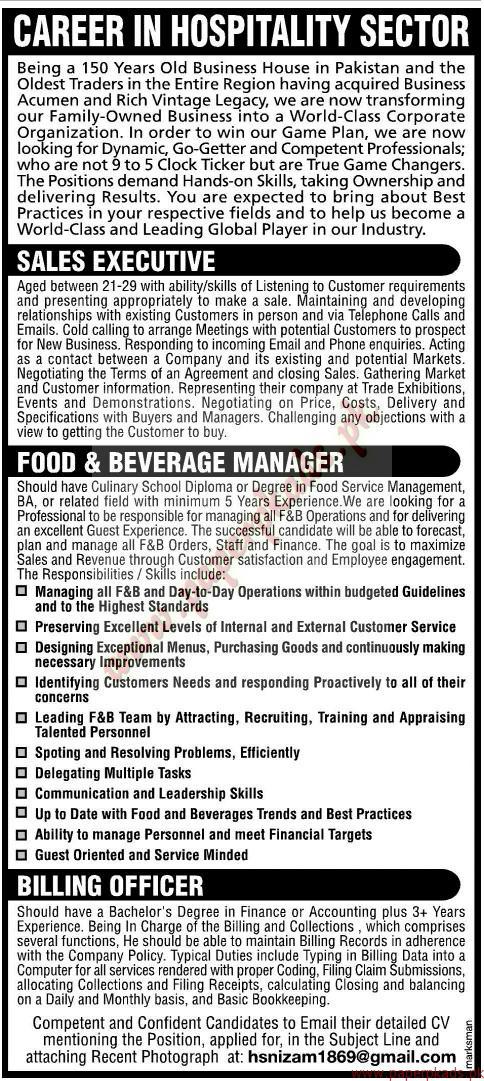 CAREER IN HOSPITALITY SECTOR
Being a 150 Years Old Business House in Pakistan and the
Oldest Traders in the Entire Region having acquired Business
Acumen and Rich Vintage Legacy, we are now transforming
our Family-Owned Business into a World-Class Corporate
Organization. In order to win our Game Plan, we are now
looking for Dynamic, Go-Getter and Competent Professionals;
who are not 9 to 5 Clock Ticker but are True Game Changers.
The Positions demand Hands-on Skills, taking Ownership and
delivering Results. You are expected to bring about Best
Practices in your respective fields and to help us become a
World-Class and Leading Global Player in our Industry.
SALES EXECUTIVE
Aged between 21-29 with ability/skills of Listening to Customer requirements
and presenting appropriately to make a sale. Maintaining and developing
relationships with existing Customers in person and via Telephone Calls and
Emails. Cold calling to arrange Meetings with potential Customers to prospect
for New Business. Responding to incoming Email and Phone enquiries. Acting
as a contact between a Company and its existing and potential Markets.
Negotiating the Terms of an Agreement and closing Sales. Gathering Market
and Customer information. Representing their company at Trade Exhibitions,
Events and Demonstrations. Negotiating on Price, Costs, Delivery and
Specifications with Buyers and Managers. Challenging any objections with a
view to getting the Customer to buy.
FOOD & BEVERAGE MANAGER
Should have Culinary School Diploma or Degree in Food Service Management,
BA, or related field with minimum 5 Years Experience.We are looking for a
Professional to be responsible for managing all F&B Operations and for delivering
an excellent Guest Experience. The successful candidate will be able to forecast,
plan and manage all F&B Orders, Staff and Finance. The goal is to maximize
Sales and Revenue through Customer satisfaction and Employee engagement.
The Responsibilities / Skills include:
Managing all F&B and Day-to-Day Operations within budgeted Guidelines
and to the Highest Standards
Preserving Excellent Levels of Internal and External Customer Service
Designing Exceptional Menus, Purchasing Goods and continuously making
necessary Improvements
Identifying Customers Needs and responding Proactively to all of their
concerns
Leading F&B Team by Attracting, Recruiting, Training and Appraising
Talented Personnel
Spoting and Resolving Problems, Efficiently
Delegating Multiple Tasks
Communication and Leadership Skills
Up to Date with Food and Beverages Trends and Best Practices
Ability to manage Personnel and meet Financial Targets
Guest Oriented and Service Minded
BILLING OFFICER
Should have a Bachelor's Degree in Finance or Accounting plus 3+ Years
Experience. Being In Charge of the Billing and Collections , which comprises
several functions, He should be able to maintain Billing Records in adherence
with the Company Policy. Typical Duties include Typing in Billing Data into a
Computer for all services rendered with proper Coding, Filing Claim Submissions,
allocating Collections and Filing Receipts, calculating Closing and balancing
on a Daily and Monthly basis, and Basic Bookkeeping.
Competent and Confident Candidates to Email their detailed CV
mentioning the Position, applied for, in the Subject Line and
attaching Recent Photograph at: hsnizam1869@gmail.com
marksman
www.paperpkads.pk
www.paperpkads.pk